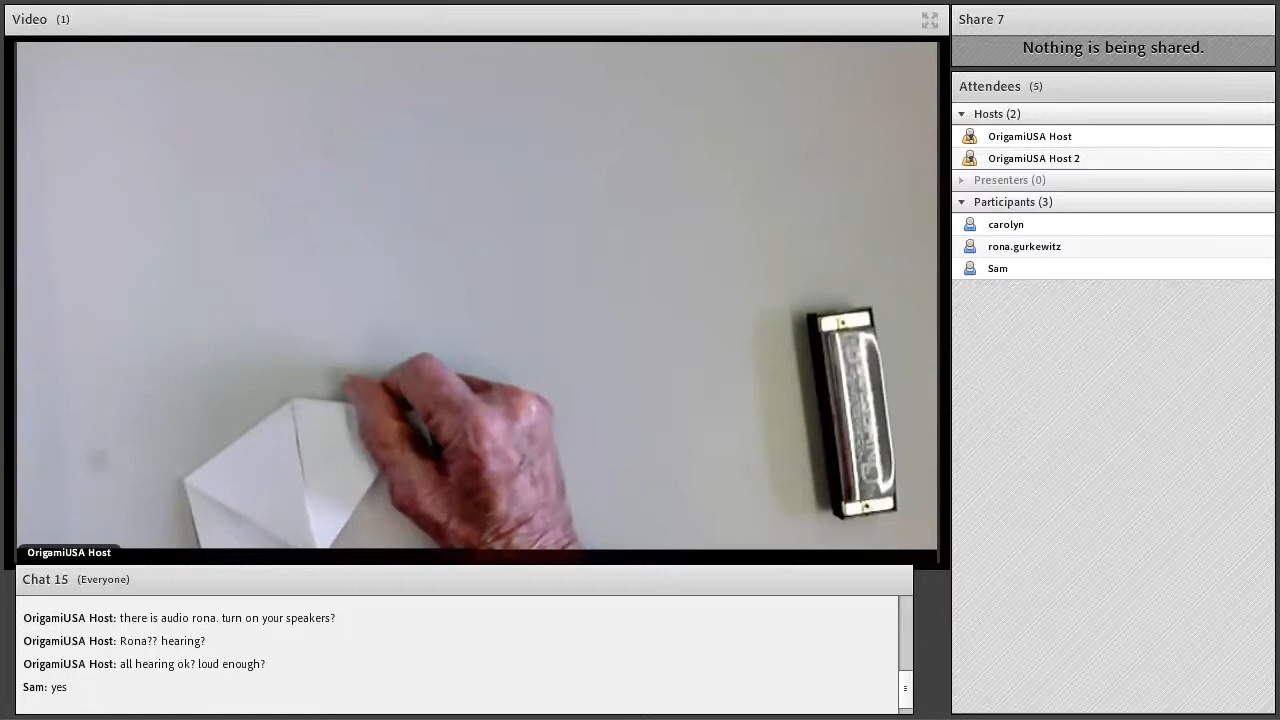 Video (1)
OrigamiUSA Host
Chat 15 (Everyone)
OrigamiUSA Host: there is audio rona. turn on your speakers?
OrigamiUSA Host: Rona?? hearing?
OrigamiUSA Host: all hearing ok? loud enough?
Sam: yes
Share 7
Nothing is being shared.
Attendees (5)
Hosts (2)
OrigamiUSA Host
OrigamiUSA Host 2
Presenters (0)
Participants (3)
carolyn
rona.gurkewitz
Sam